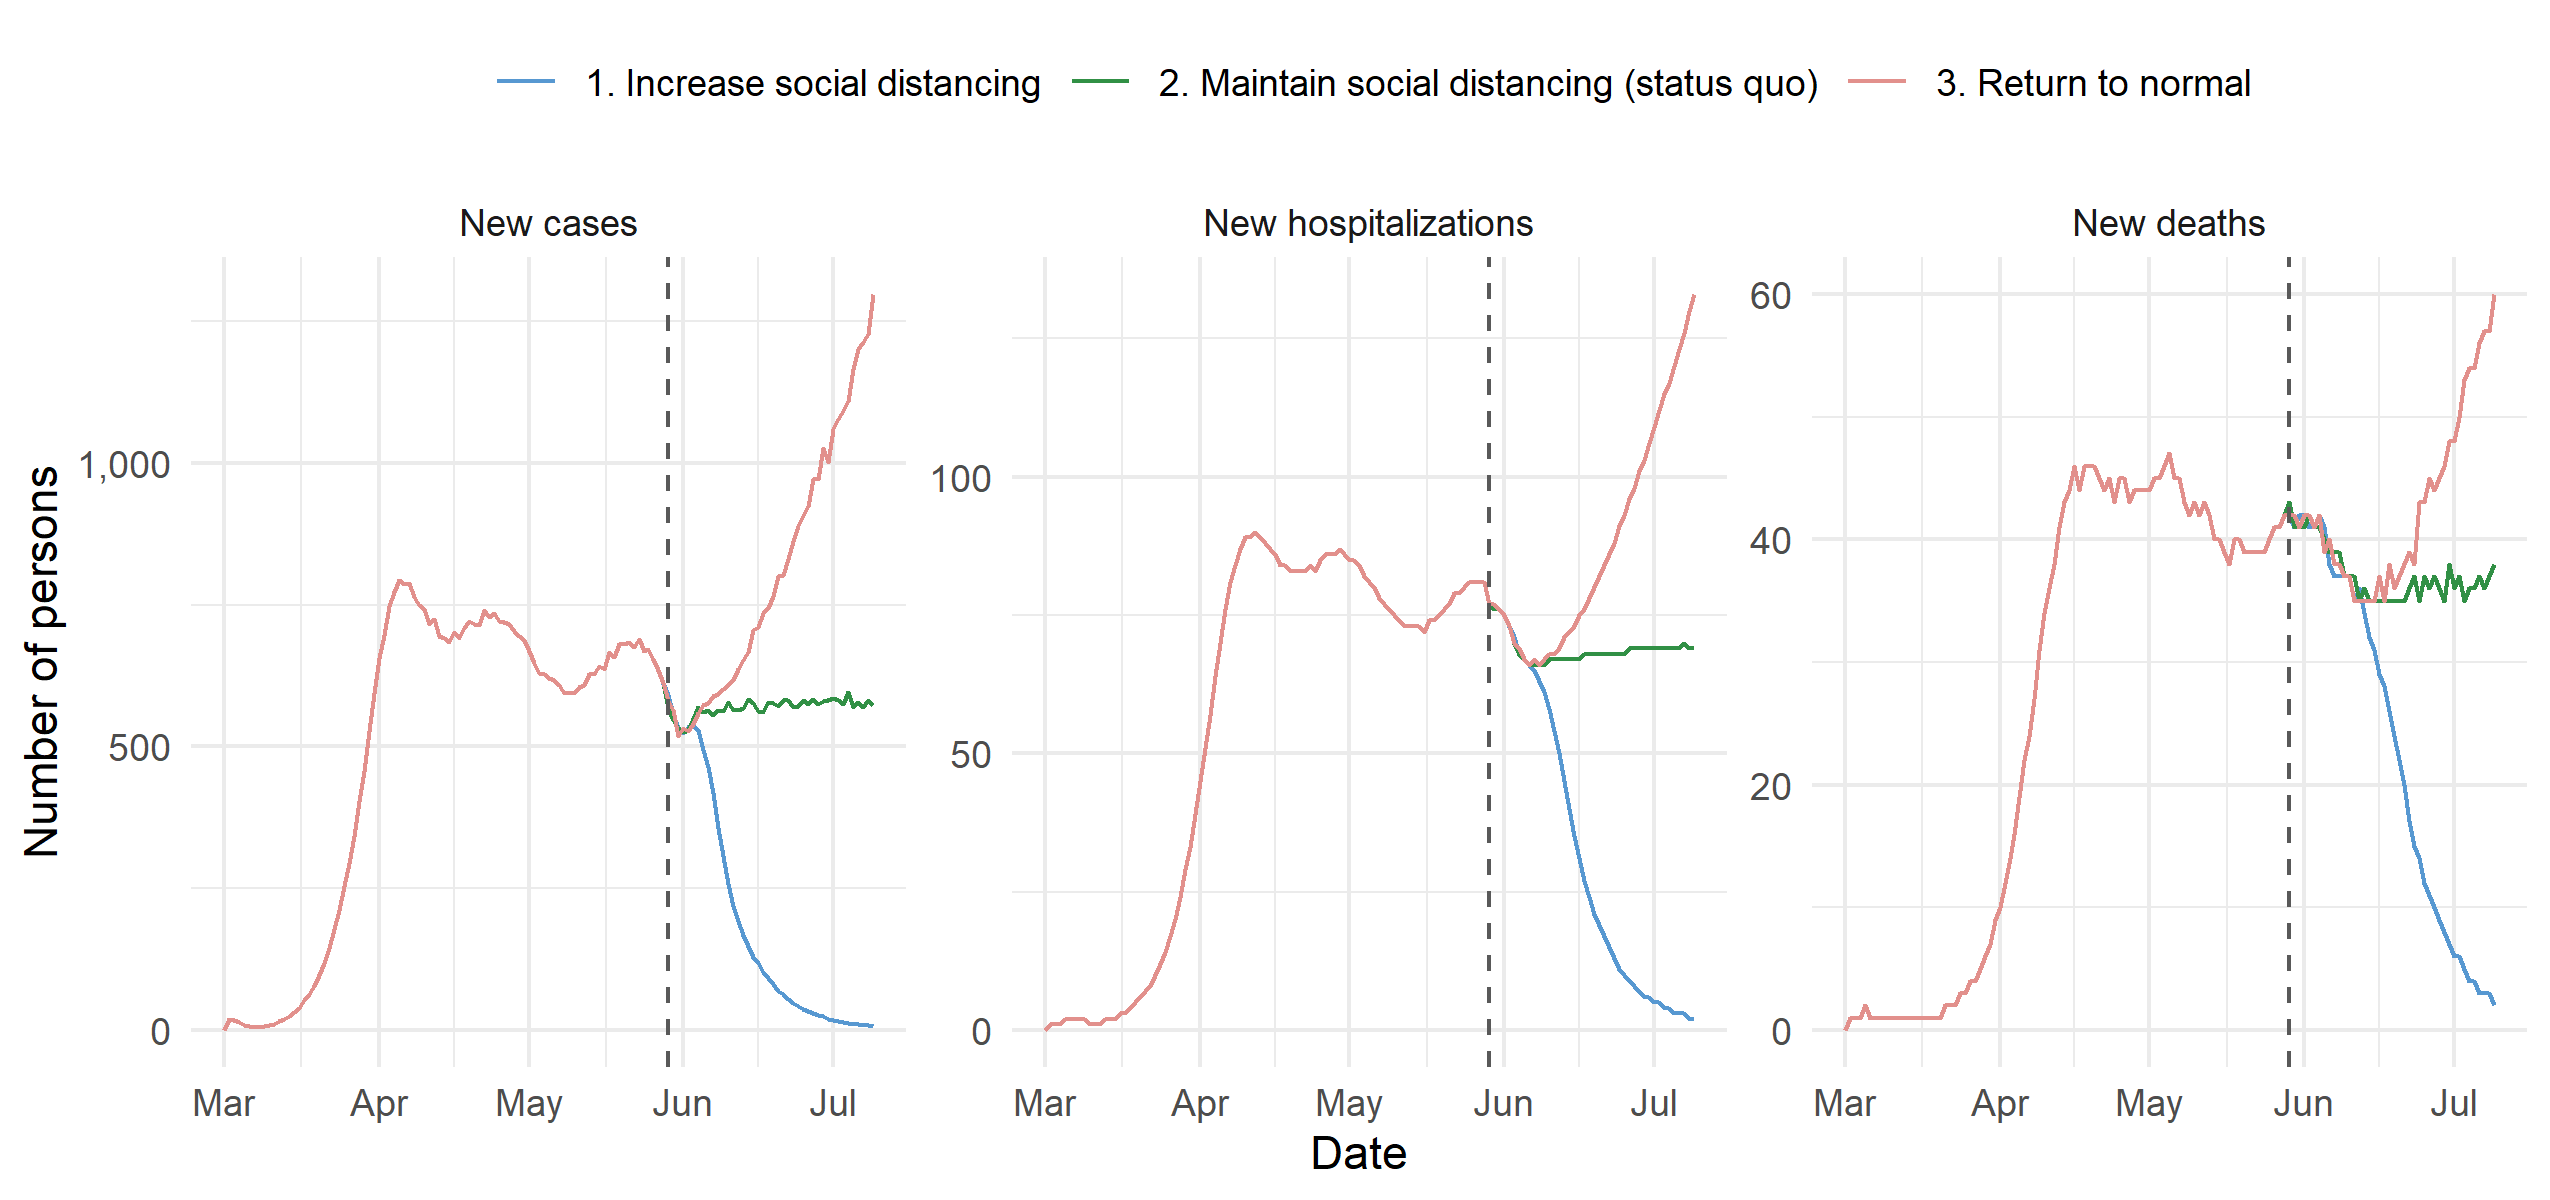 1. Increase social distancing 2. Maintain social distancing (status quo) 3. Return to normal
New cases New hospitalizations New deaths
Number of persons
1,000
500
0
100
50
0
60
40
20
0
Mar Apr May Jun Jul
Mar Apr May Jun Jul
Mar Apr May Jun Jul
Date